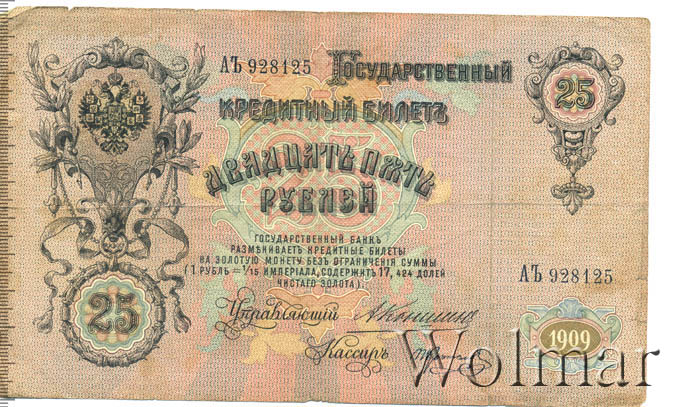 АЪ 928125 Государственный
25
Кредитный Билетъ
Двадцать пять
рублей
Государственный Банкъ
размѣниваетъ кредитные билеты
на золотую монету безъ ограниченія суммы
(1 рубль = 1/15 имперіала, содержитъ 17,424 долей
чистаго золота).
АЪ 928125
25
Управляющій
1909
Кассиръ
Wolmar